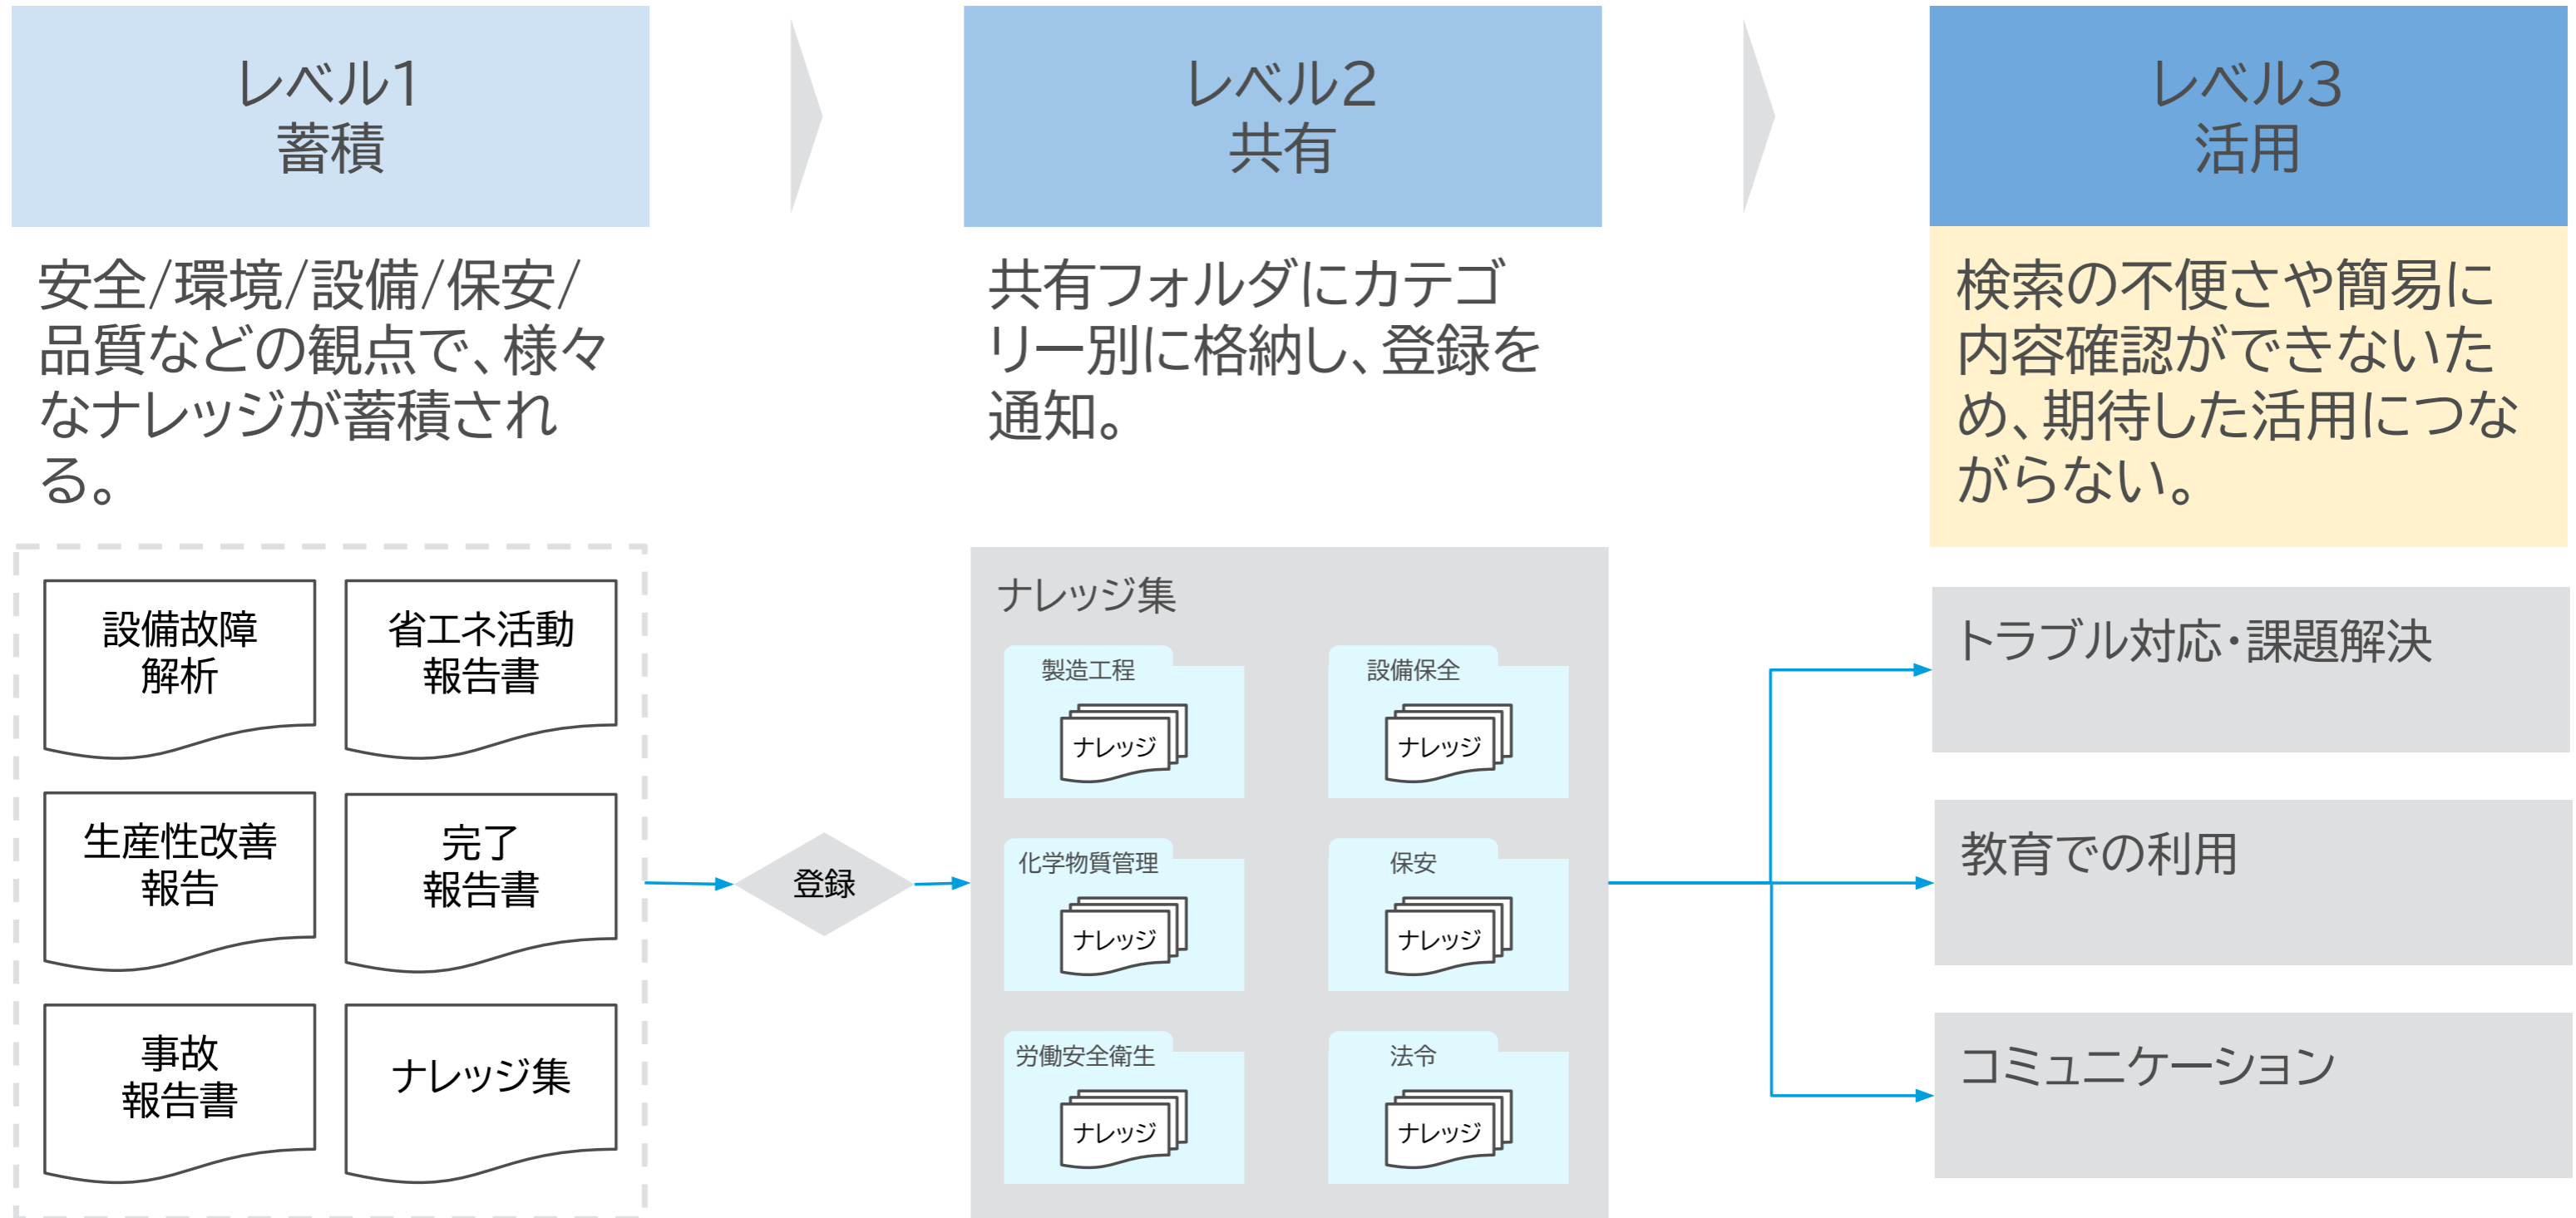 レベル1
蓄積
レベル2
共有
レベル3
活用
安全/環境/設備/保安/
品質などの観点で、様々
なナレッジが蓄積され
る。
共有フォルダにカテゴ
リー別に格納し、登録を
通知。
検索の不便さや簡易に
内容確認ができないた
め、期待した活用につな
がらない。
設備故障
解析
省エネ活動
報告書
生産性改善
報告
完了
報告書
事故
報告書
ナレッジ集
登録
ナレッジ集
製造工程
ナレッジ
設備保全
ナレッジ
化学物質管理
ナレッジ
保安
ナレッジ
労働安全衛生
ナレッジ
法令
ナレッジ
トラブル対応・課題解決
教育での利用
コミュニケーション